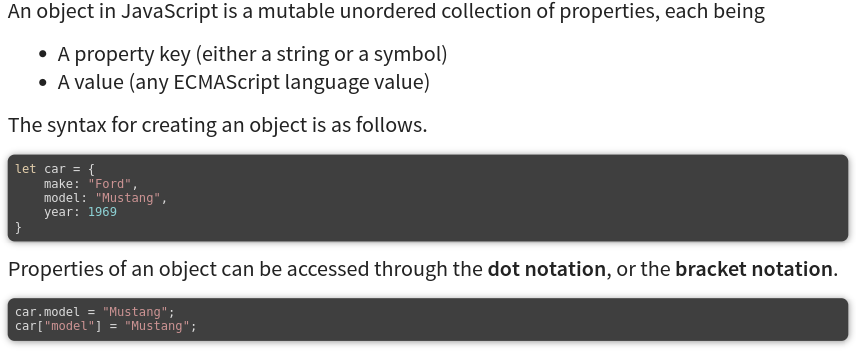 An object in JavaScript is a mutable unordered collection of properties, each being
• A property key (either a string or a symbol)
• A value (any ECMAScript language value)
The syntax for creating an object is as follows.
let car = {
    make: "Ford",
    model: "Mustang",
    year: 1969
}
Properties of an object can be accessed through the dot notation, or the bracket notation.
car.model = "Mustang";
car["model"] = "Mustang";